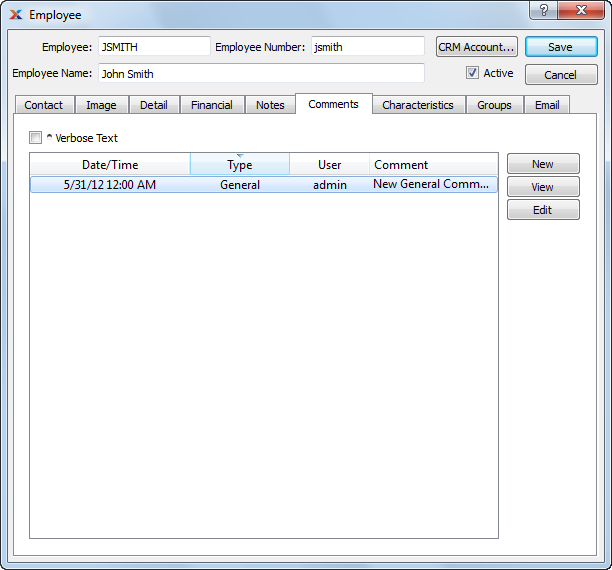 Employee
Employee: JSMITH Employee Number: jsmith CRM Account... Save
Employee Name: John Smith Active Cancel
Contact Image Detail Financial Notes Comments Characteristics Groups Email
^ Verbose Text
Date/Time Type User Comment New
5/31/12 12:00 AM General admin New General Comm... View
Edit